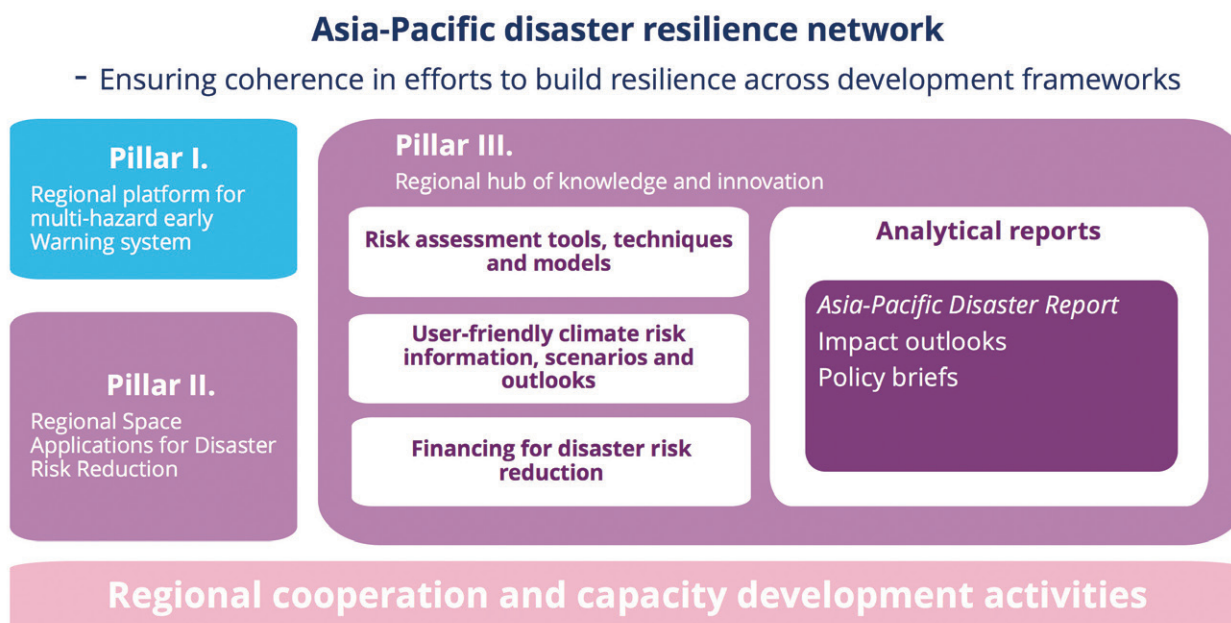 Asia-Pacific disaster resilience network
- Ensuring coherence in efforts to build resilience across development frameworks
Pillar I.
Regional platform for
multi-hazard early
Warning system
Pillar II.
Regional Space
Applications for Disaster
Risk Reduction
Pillar III.
Regional hub of knowledge and innovation
Risk assessment tools, techniques
and models
User-friendly climate risk
information, scenarios and
outlooks
Financing for disaster risk
reduction
Analytical reports
Asia-Pacific Disaster Report
Impact outlooks
Policy briefs
Regional cooperation and capacity development activities